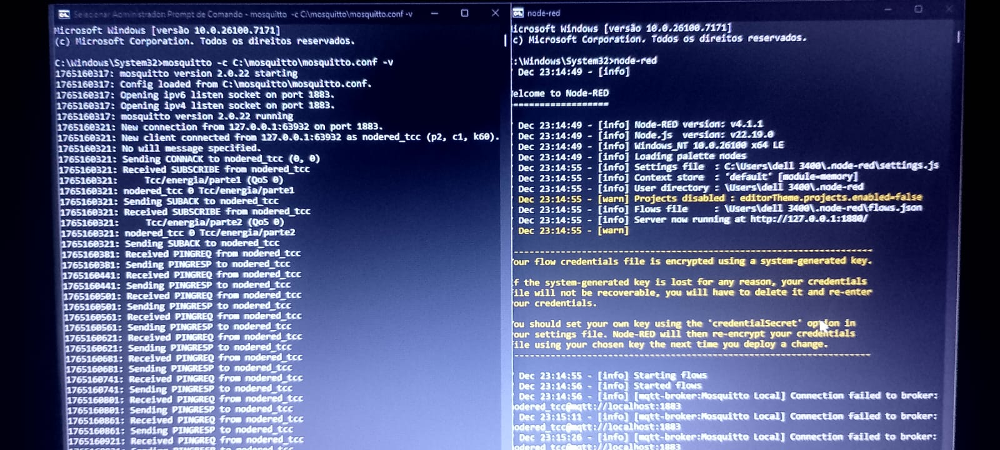 Selecionar Administrador: Prompt de Comando - mosquitto -c C:\mosquitto\mosquitto.conf -v
Microsoft Windows [versão 10.0.26100.7171]
(c) Microsoft Corporation. Todos os direitos reservados.
C:\Windows\System32>mosquitto -c C:\mosquitto\mosquitto.conf -v
1765160317: mosquitto version 2.0.22 starting
1765160317: Config loaded from C:\mosquitto\mosquitto.conf.
1765160317: Opening ipv6 listen socket on port 1883.
1765160317: Opening ipv4 listen socket on port 1883.
1765160317: mosquitto version 2.0.22 running
1765160321: New connection from 127.0.0.1:63932 on port 1883.
1765160321: New client connected from 127.0.0.1:63932 as nodered_tcc (p2, c1, k60).
1765160321: No will message specified.
1765160321: Sending CONNACK to nodered_tcc (0, 0)
1765160321: Received SUBSCRIBE from nodered_tcc
1765160321: Tcc/energia/parte1 (QoS 0)
1765160321: nodered_tcc 0 Tcc/energia/parte1
1765160321: Sending SUBACK to nodered_tcc
1765160321: Received SUBSCRIBE from nodered_tcc
1765160321: Tcc/energia/parte2 (QoS 0)
1765160321: nodered_tcc 0 Tcc/energia/parte2
1765160321: Sending SUBACK to nodered_tcc
1765160381: Received PINGREQ from nodered_tcc
1765160381: Sending PINGRESP to nodered_tcc
1765160441: Received PINGREQ from nodered_tcc
1765160441: Sending PINGRESP to nodered_tcc
1765160501: Received PINGREQ from nodered_tcc
1765160501: Sending PINGRESP to nodered_tcc
1765160561: Received PINGREQ from nodered_tcc
1765160561: Sending PINGRESP to nodered_tcc
1765160621: Received PINGREQ from nodered_tcc
1765160621: Sending PINGRESP to nodered_tcc
1765160681: Received PINGREQ from nodered_tcc
1765160681: Sending PINGRESP to nodered_tcc
1765160741: Received PINGREQ from nodered_tcc
1765160741: Sending PINGRESP to nodered_tcc
1765160801: Received PINGREQ from nodered_tcc
1765160801: Sending PINGRESP to nodered_tcc
1765160861: Received PINGREQ from nodered_tcc
1765160861: Sending PINGRESP to nodered_tcc
1765160921: Received PINGREQ from nodered_tcc
node-red
icrosoft Windows [versão 10.0.26100.7171]
c) Microsoft Corporation. Todos os direitos reservados.
:\Windows\System32>node-red
Dec 23:14:49 - [info]
elcome to Node-RED
===================
Dec 23:14:49 - [info] Node-RED version: v4.1.1
Dec 23:14:49 - [info] Node.js version: v22.19.0
Dec 23:14:49 - [info] Windows_NT 10.0.26100 x64 LE
Dec 23:14:49 - [info] Loading palette nodes
Dec 23:14:55 - [info] Settings file : C:\Users\dell 3400\.node-red\settings.js
Dec 23:14:55 - [info] Context store : 'default' [module=memory]
Dec 23:14:55 - [info] User directory : \Users\dell 3400\.node-red
Dec 23:14:55 - [warn] Projects disabled : editorTheme.projects.enabled=false
Dec 23:14:55 - [info] Flows file : \Users\dell 3400\.node-red\flows.json
Dec 23:14:55 - [info] Server now running at http://127.0.0.1:1880/
Dec 23:14:55 - [warn]
---------------------------------------------------------------------
our flow credentials file is encrypted using a system-generated key.
f the system-generated key is lost for any reason, your credentials
ile will not be recoverable, you will have to delete it and re-enter
our credentials.
ou should set your own key using the 'credentialSecret' option in
our settings file. Node-RED will then re-encrypt your credentials
ile using your chosen key the next time you deploy a change.
---------------------------------------------------------------------
Dec 23:14:55 - [info] Starting flows
Dec 23:14:56 - [info] Started flows
Dec 23:14:56 - [info] [mqtt-broker:Mosquitto Local] Connection failed to broker:
odered_tcc@mqtt://localhost:1883
Dec 23:15:11 - [info] [mqtt-broker:Mosquitto Local] Connection failed to broker:
odered_tcc@mqtt://localhost:1883
Dec 23:15:26 - [info] [mqtt-broker:Mosquitto Local] Connection failed to broker:
odered_tcc@mqtt://localhost:1883